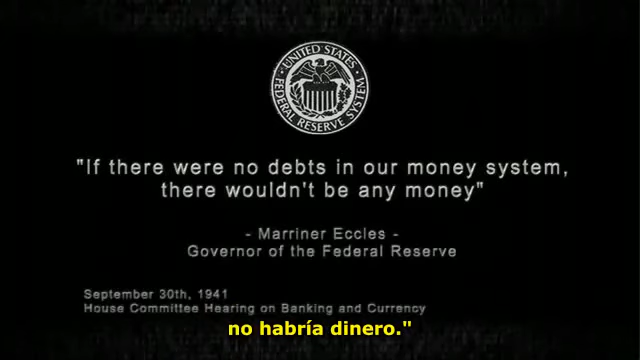 UNITED STATES
FEDERAL RESERVE SYSTEM
"If there were no debts in our money system,
there wouldn't be any money"
- Marriner Eccles -
Governor of the Federal Reserve
September 30th, 1941
House Committee Hearing on Banking and Currency
no habría dinero."